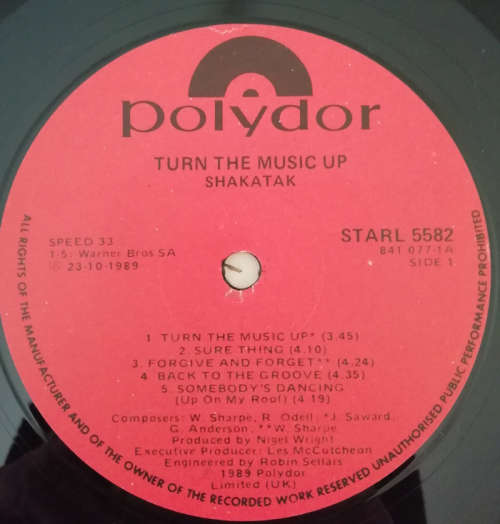 polydor
TURN THE MUSIC UP
SHAKATAK
SPEED 33
1-5: Warner Bros SA
℗ 23-10-1989
STARL 5582
841 077-1A
SIDE 1
1. TURN THE MUSIC UP* (3.45)
2. SURE THING (4.10)
3. FORGIVE AND FORGET** (4.24)
4. BACK TO THE GROOVE (4.35)
5. SOMEBODY'S DANCING
(Up On My Roof) (4.19)
Composers: W. Sharpe, R. Odell; *J. Saward,
G. Anderson, **W. Sharpe
Produced by Nigel Wright
Executive Producer: Les McCutcheon
Engineered by Robin Sellars
1989 Polydor
Limited (UK)
ALL RIGHTS OF THE MANUFACTURER AND OF THE OWNER OF THE RECORDED WORK RESERVED UNAUTHORISED PUBLIC PERFORMANCE PROHIBITED